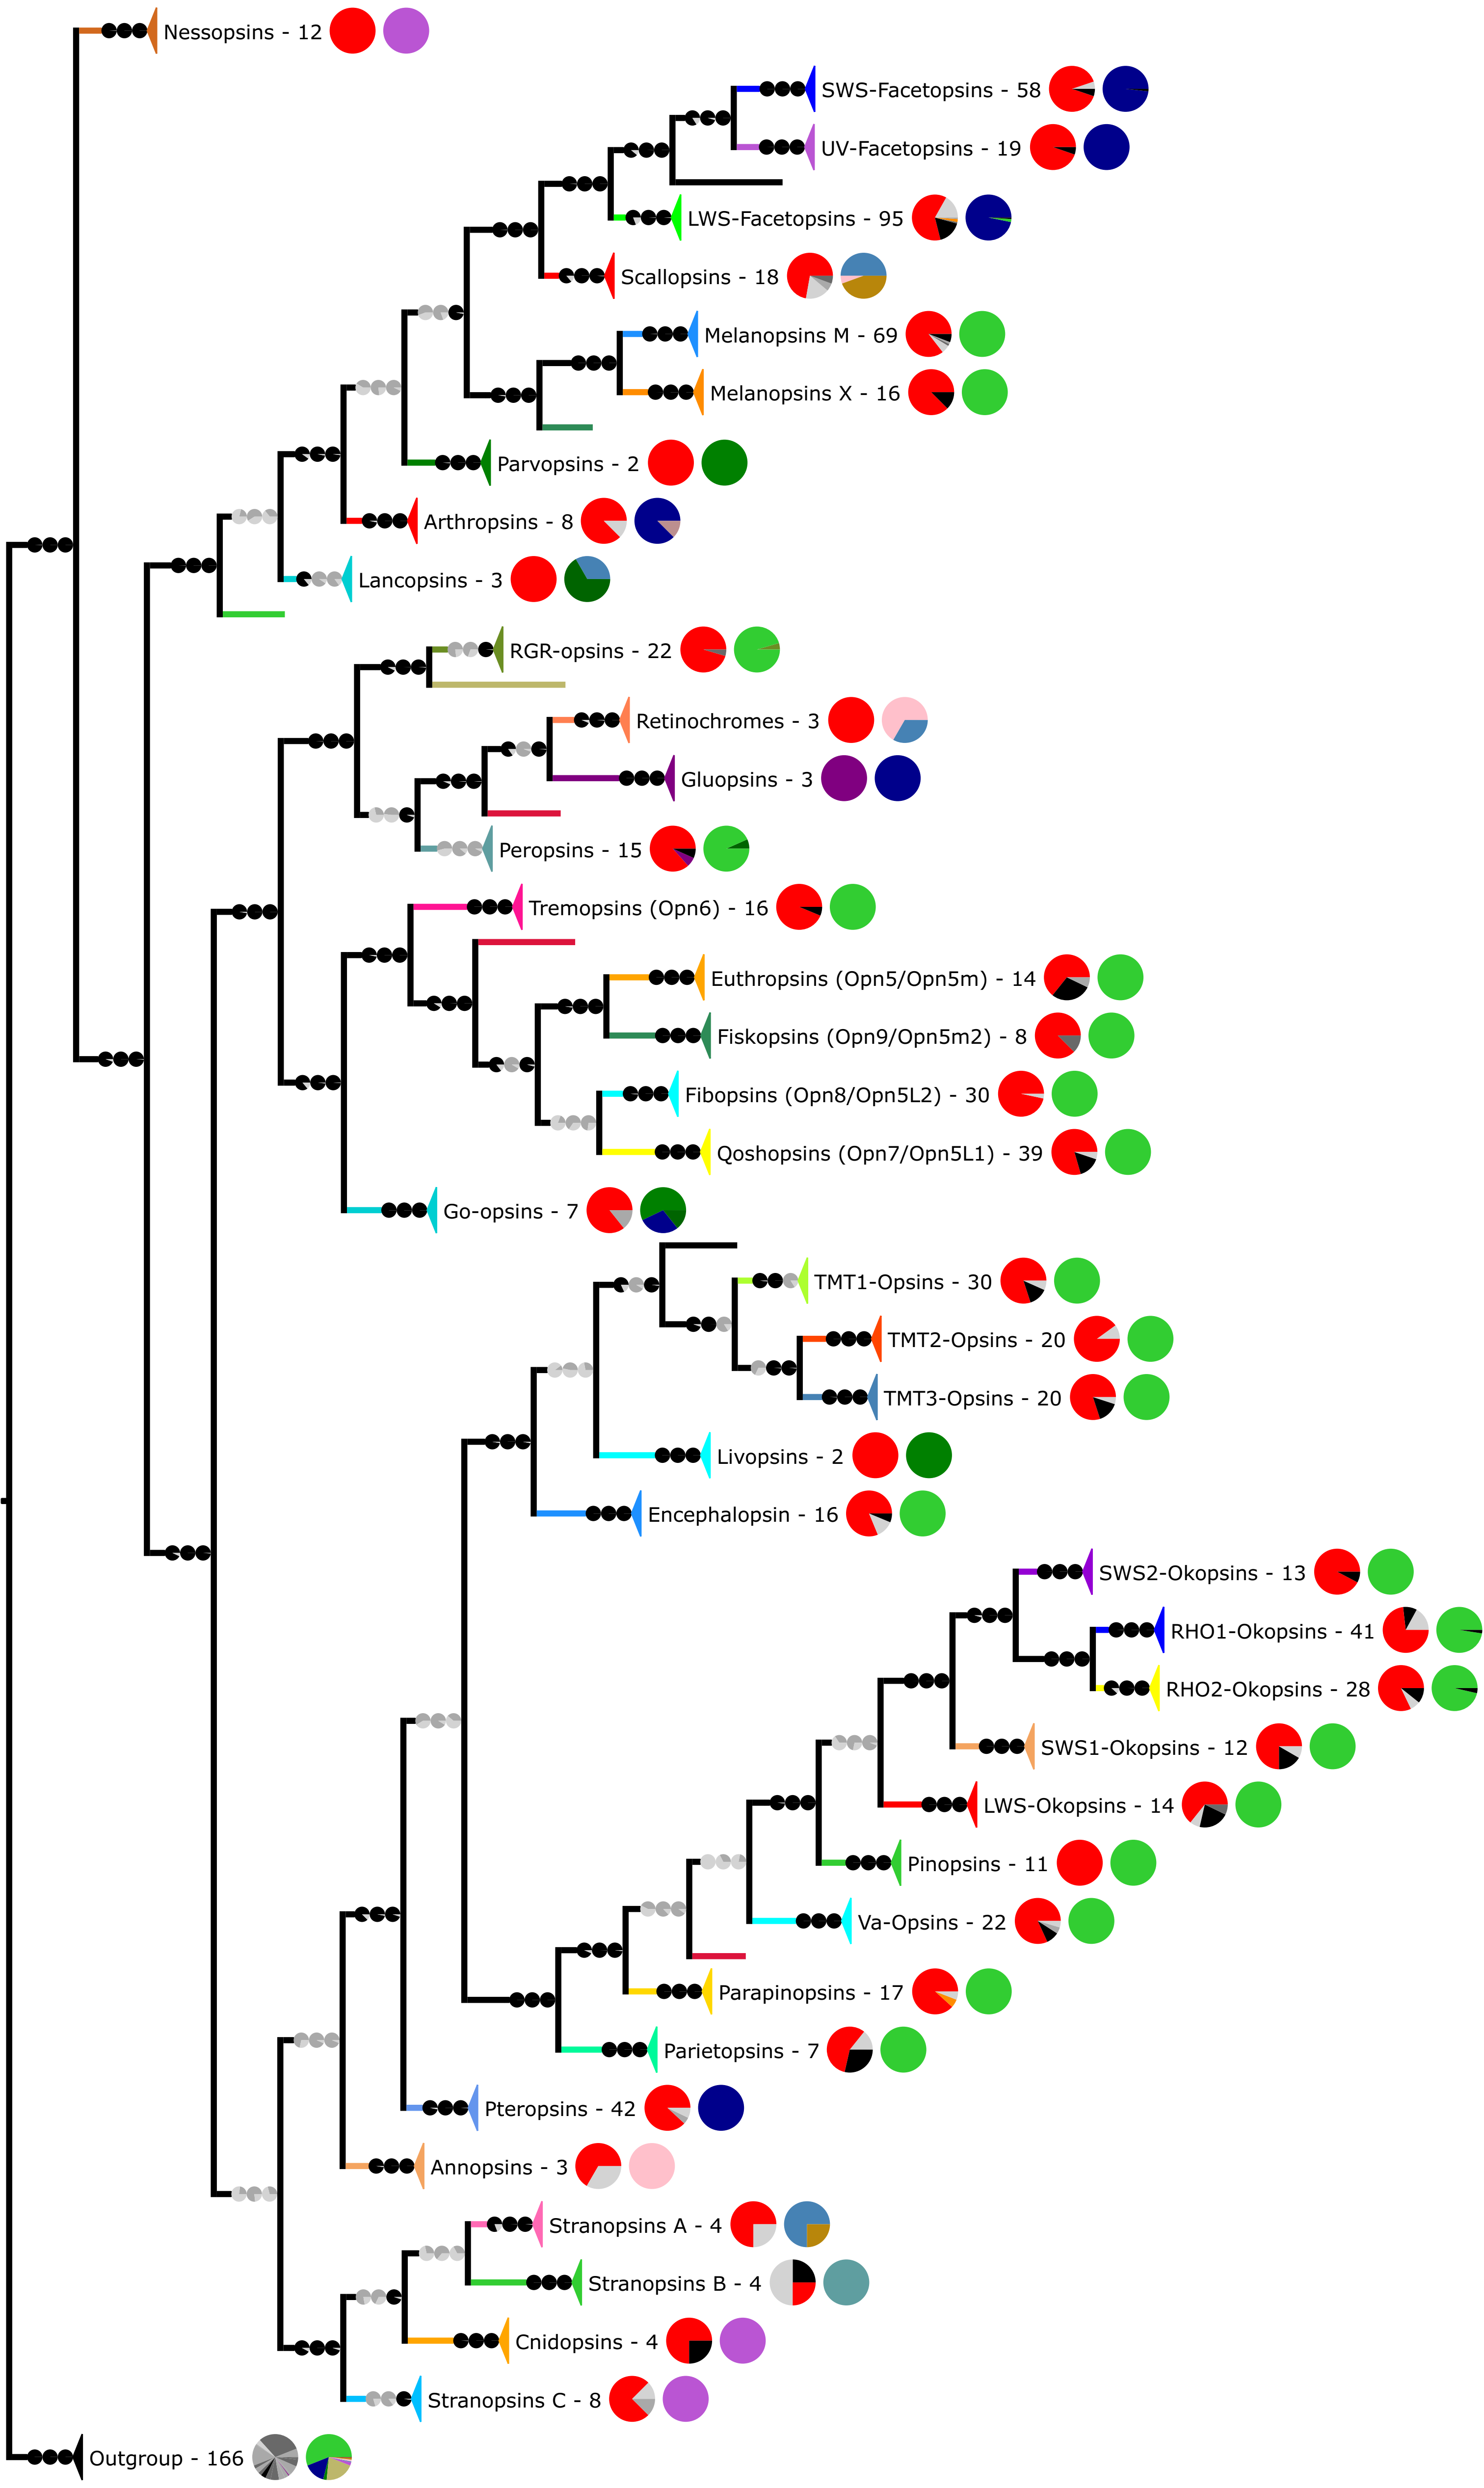 Nessopsins - 12
SWS-Facetopsins - 58
UV-Facetopsins - 19
LWS-Facetopsins - 95
Scallopsins - 18
Melanopsins M - 69
Melanopsins X - 16
Parvopsins - 2
Arthropsins - 8
Lancopsins - 3
RGR-opsins - 22
Retinochromes - 3
Gluopsins - 3
Peropsins - 15
Tremopsins (Opn6) - 16
Euthropsins (Opn5/Opn5m) - 14
Fiskopsins (Opn9/Opn5m2) - 8
Fibopsins (Opn8/Opn5L2) - 30
Qoshopsins (Opn7/Opn5L1) - 39
Go-opsins - 7
TMT1-Opsins - 30
TMT2-Opsins - 20
TMT3-Opsins - 20
Livopsins - 2
Encephalopsin - 16
SWS2-Okopsins - 13
RHO1-Okopsins - 41
RHO2-Okopsins - 28
SWS1-Okopsins - 12
LWS-Okopsins - 14
Pinopsins - 11
Va-Opsins - 22
Parapinopsins - 17
Parietopsins - 7
Pteropsins - 42
Annopsins - 3
Stranopsins A - 4
Stranopsins B - 4
Cnidopsins - 4
Stranopsins C - 8
Outgroup - 166